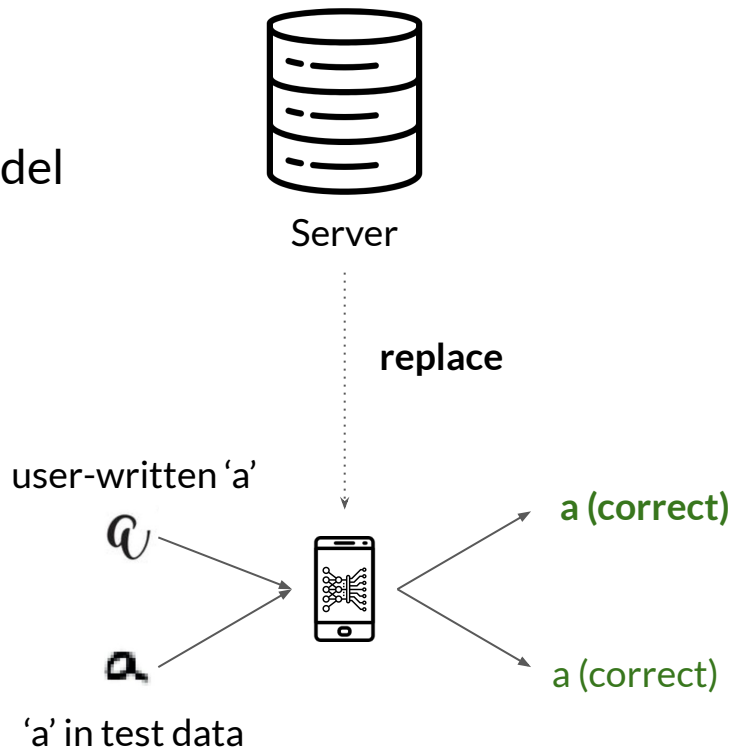 del
Server
replace
user-written ‘a’
a
a (correct)
a
a (correct)
‘a’ in test data